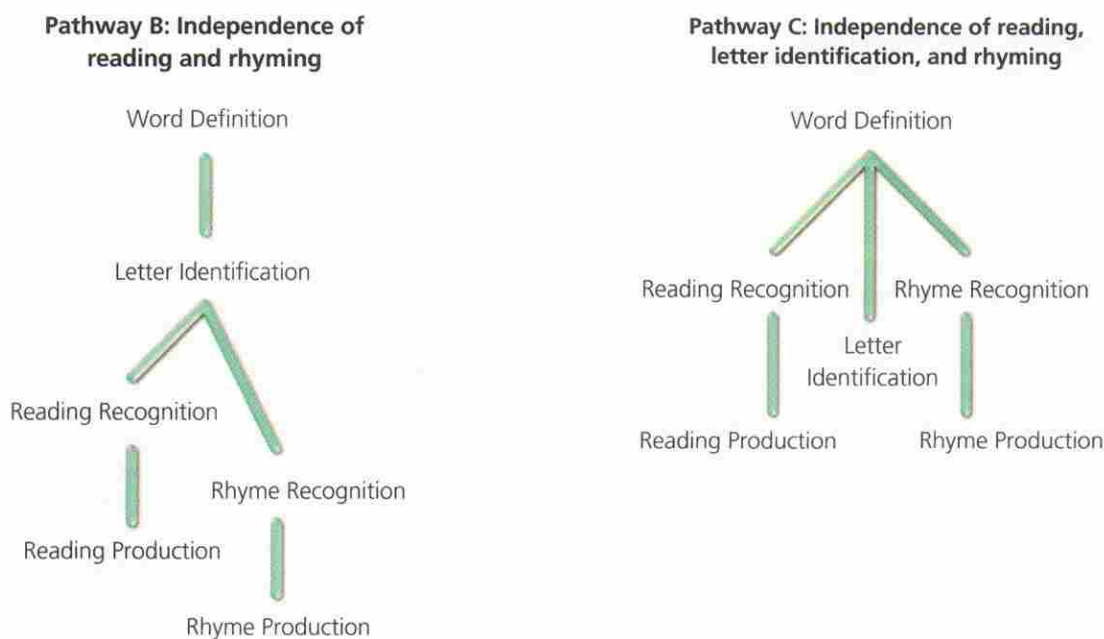 Pathway B: Independence of
reading and rhyming
Word Definition
Letter Identification
Reading Recognition
Rhyme Recognition
Reading Production
Rhyme Production
Pathway C: Independence of reading,
letter identification, and rhyming
Word Definition
Reading Recognition
Rhyme Recognition
Letter
Identification
Reading Production
Rhyme Production